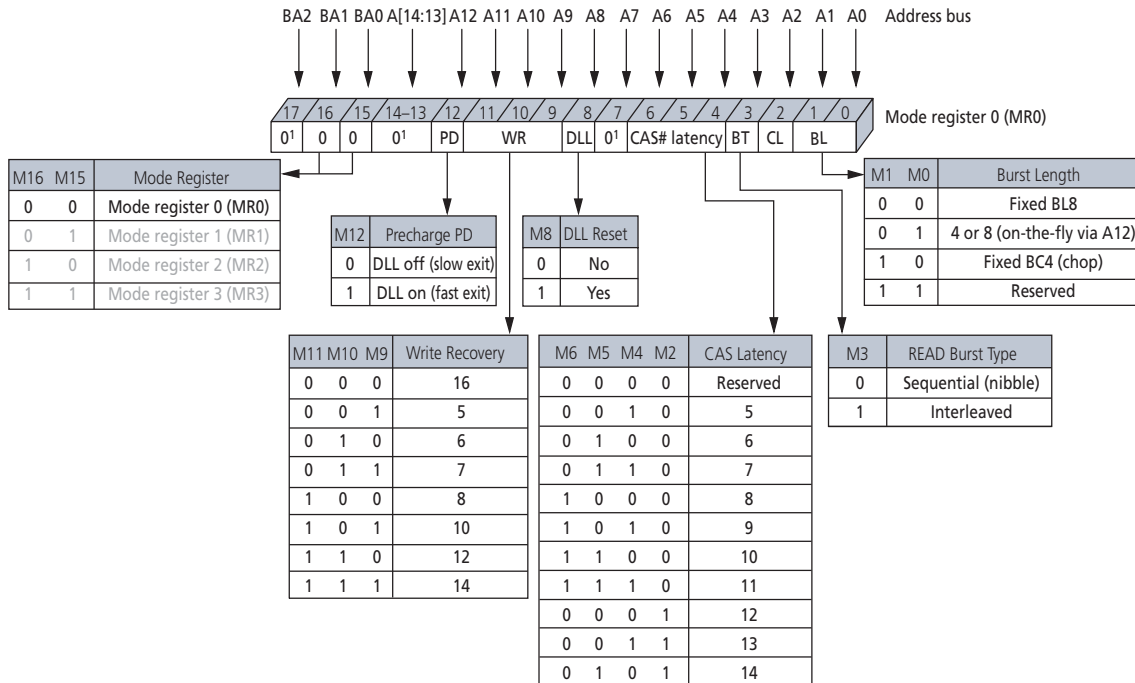 BA2 BA1 BA0 A[14:13] A12 A11 A10 A9 A8 A7 A6 A5 A4 A3 A2 A1 A0 Address bus
17 16 15 14–13 12 11 10 9 8 7 6 5 4 3 2 1 0 Mode register 0 (MR0)
0¹ 0 0 0¹ PD WR DLL 0¹ CAS# latency BT CL BL
M16 M15 Mode Register
0 0 Mode register 0 (MR0)
0 1 Mode register 1 (MR1)
1 0 Mode register 2 (MR2)
1 1 Mode register 3 (MR3)
M12 Precharge PD
0 DLL off (slow exit)
1 DLL on (fast exit)
M8 DLL Reset
0 No
1 Yes
M1 M0 Burst Length
0 0 Fixed BL8
0 1 4 or 8 (on-the-fly via A12)
1 0 Fixed BC4 (chop)
1 1 Reserved
M11 M10 M9 Write Recovery
0 0 0 16
0 0 1 5
0 1 0 6
0 1 1 7
1 0 0 8
1 0 1 10
1 1 0 12
1 1 1 14
M6 M5 M4 M2 CAS Latency
0 0 0 0 Reserved
0 0 1 0 5
0 1 0 0 6
0 1 1 0 7
1 0 0 0 8
1 0 1 0 9
1 1 0 0 10
1 1 1 0 11
0 0 0 1 12
0 0 1 1 13
0 1 0 1 14
M3 READ Burst Type
0 Sequential (nibble)
1 Interleaved